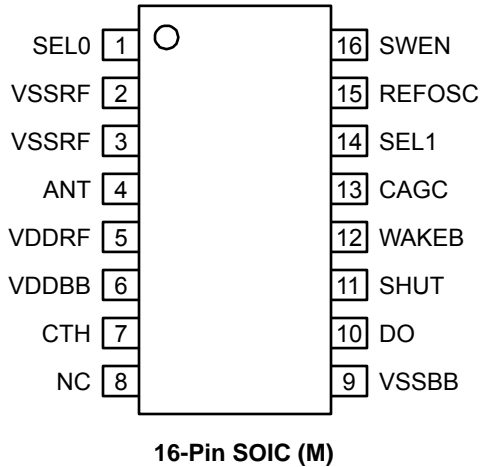 SEL0 1 16 SWEN
VSSRF 2 15 REFOSC
VSSRF 3 14 SEL1
ANT 4 13 CAGC
VDDRF 5 12 WAKEB
VDDBB 6 11 SHUT
CTH 7 10 DO
NC 8 9 VSSBB
16-Pin SOIC (M)